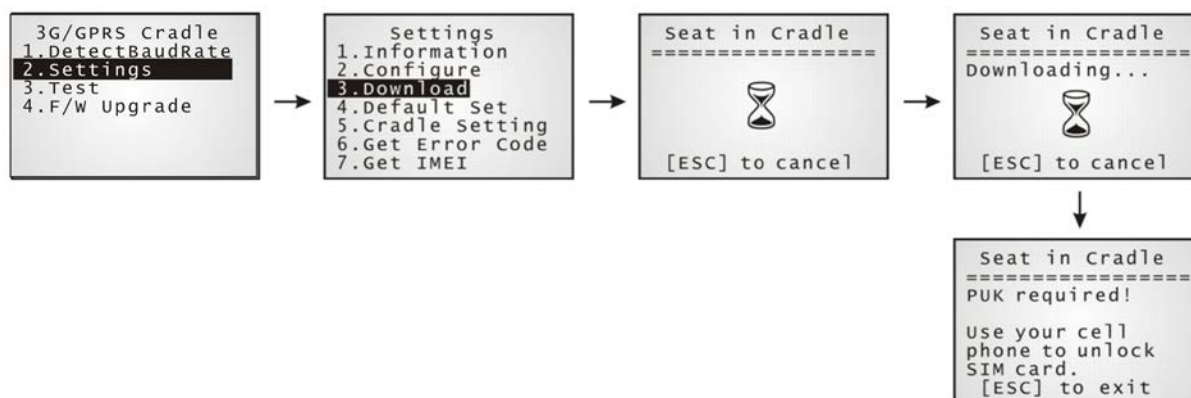 3G/GPRS Cradle
1.DetectBaudRate
2.Settings
3.Test
4.F/W Upgrade
Settings
1.Information
2.Configure
3.Download
4.Default Set
5.Cradle Setting
6.Get Error Code
7.Get IMEI
Seat in Cradle
================
[ESC] to cancel
Seat in Cradle
================
Downloading...
[ESC] to cancel
Seat in Cradle
================
PUK required!
Use your cell
phone to unlock
SIM card.
[ESC] to exit